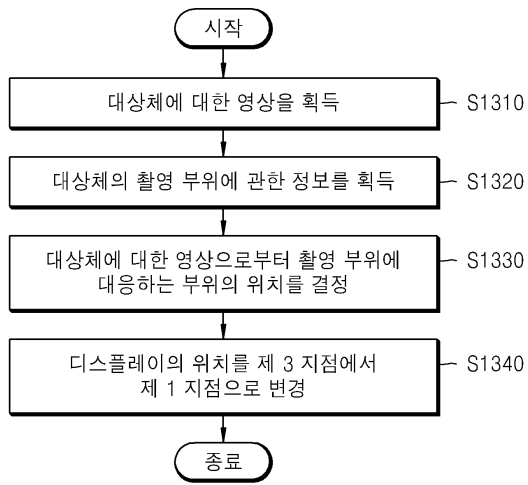 시작
대상체에 대한 영상을 획득
S1310
대상체의 촬영 부위에 관한 정보를 획득
S1320
대상체에 대한 영상으로부터 촬영 부위에
대응하는 부위의 위치를 결정
S1330
디스플레이의 위치를 제 3 지점에서
제 1 지점으로 변경
S1340
종료